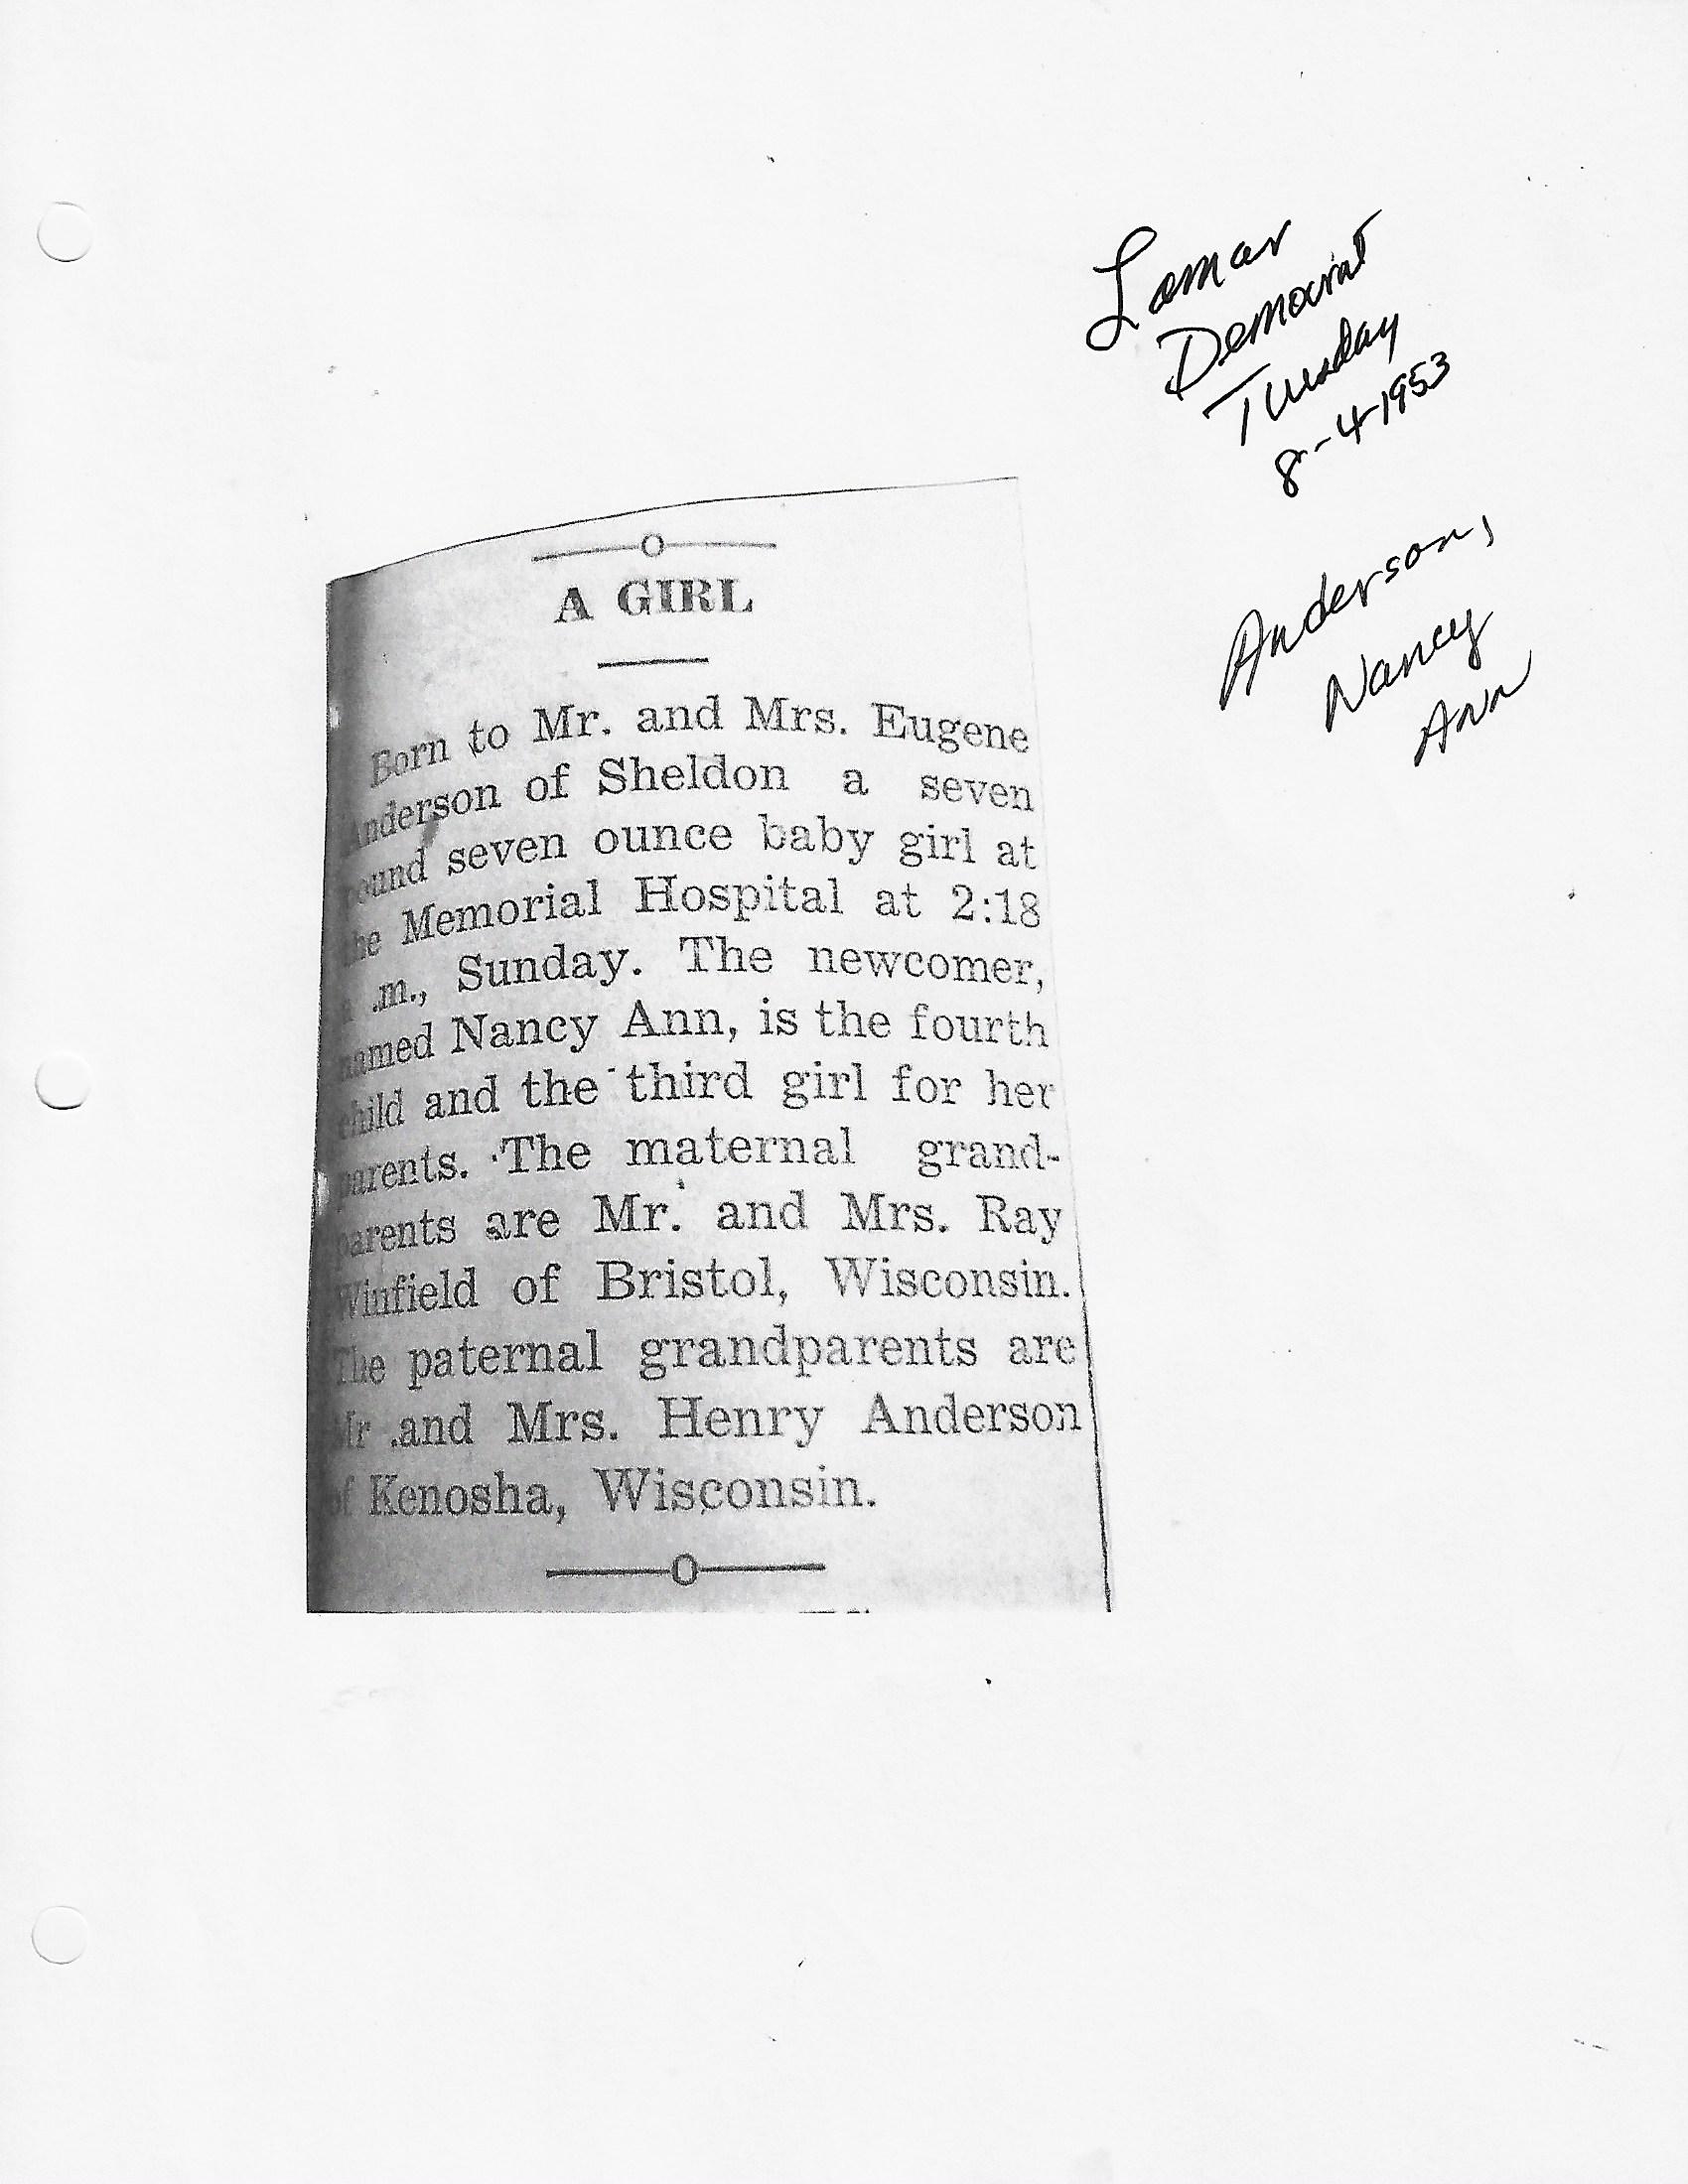 Lamar
Democrat
Tuesday
8-4-1953
Anderson,
Nancy
Ann
A GIRL
Born to Mr. and Mrs. Eugene
Anderson of Sheldon a seven
pound seven ounce baby girl at
the Memorial Hospital at 2:18
.m., Sunday. The newcomer,
named Nancy Ann, is the fourth
child and the third girl for her
parents. The maternal grand-
parents are Mr. and Mrs. Ray
Winfield of Bristol, Wisconsin.
The paternal grandparents are
Mr .and Mrs. Henry Anderson
of Kenosha, Wisconsin.